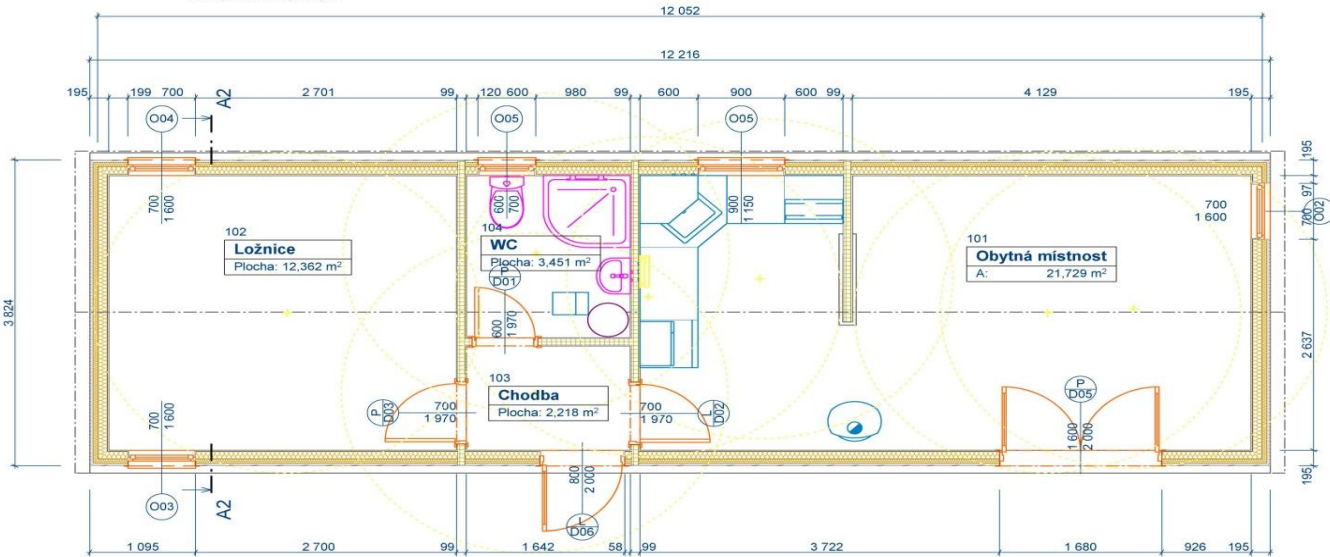 12 052
12 216
195 199 700 2 701 99 120 600 980 99 600 900 600 99 4 129 195
A2
O04 O05 O05
195
97
700
O02
700
1 600
700
1 600
600
700
900
1 150
102
Ložnice
Plocha: 12,362 m²
104
WC
Plocha: 3,451 m²
101
Obytná místnost
A: 21,729 m²
P
D01
600
1 970
3 824
2 637
103
Chodba
Plocha: 2,218 m²
P
D03
700
1 970
700
1 970
L
D02
P
D05
1 600
2 000
700
1 600
800
2 000
195
O03
A2
L
D06
1 095 2 700 99 1 642 58 99 3 722 1 680 926 195